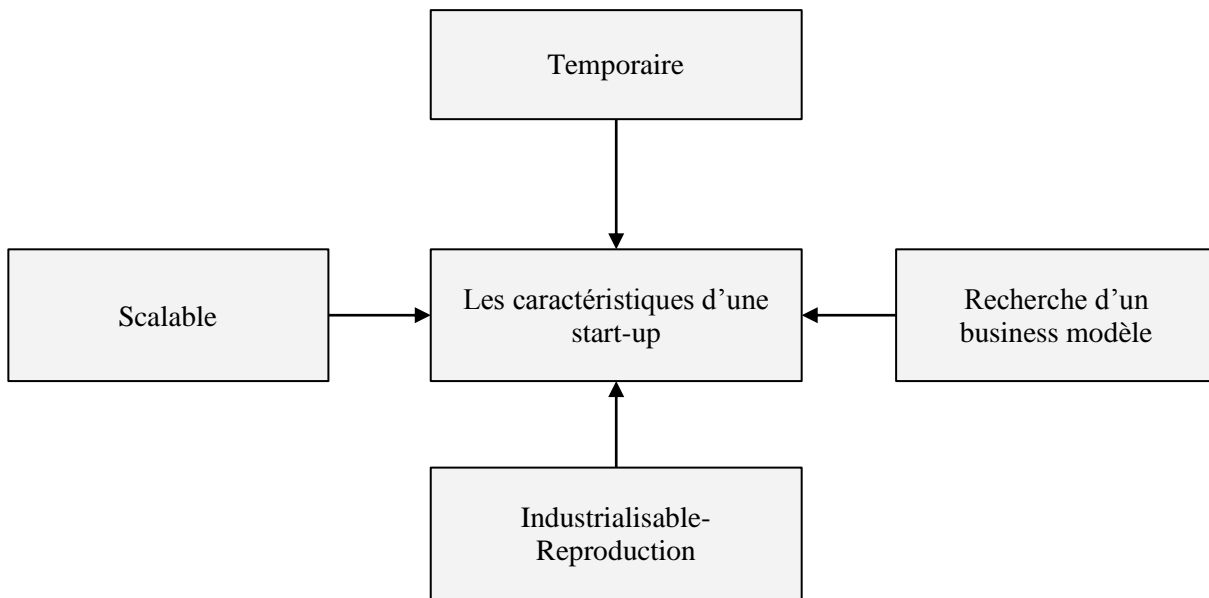 Temporaire
Scalable
Les caractéristiques d’une
start-up
Recherche d’un
business modèle
Industrialisable-
Reproduction